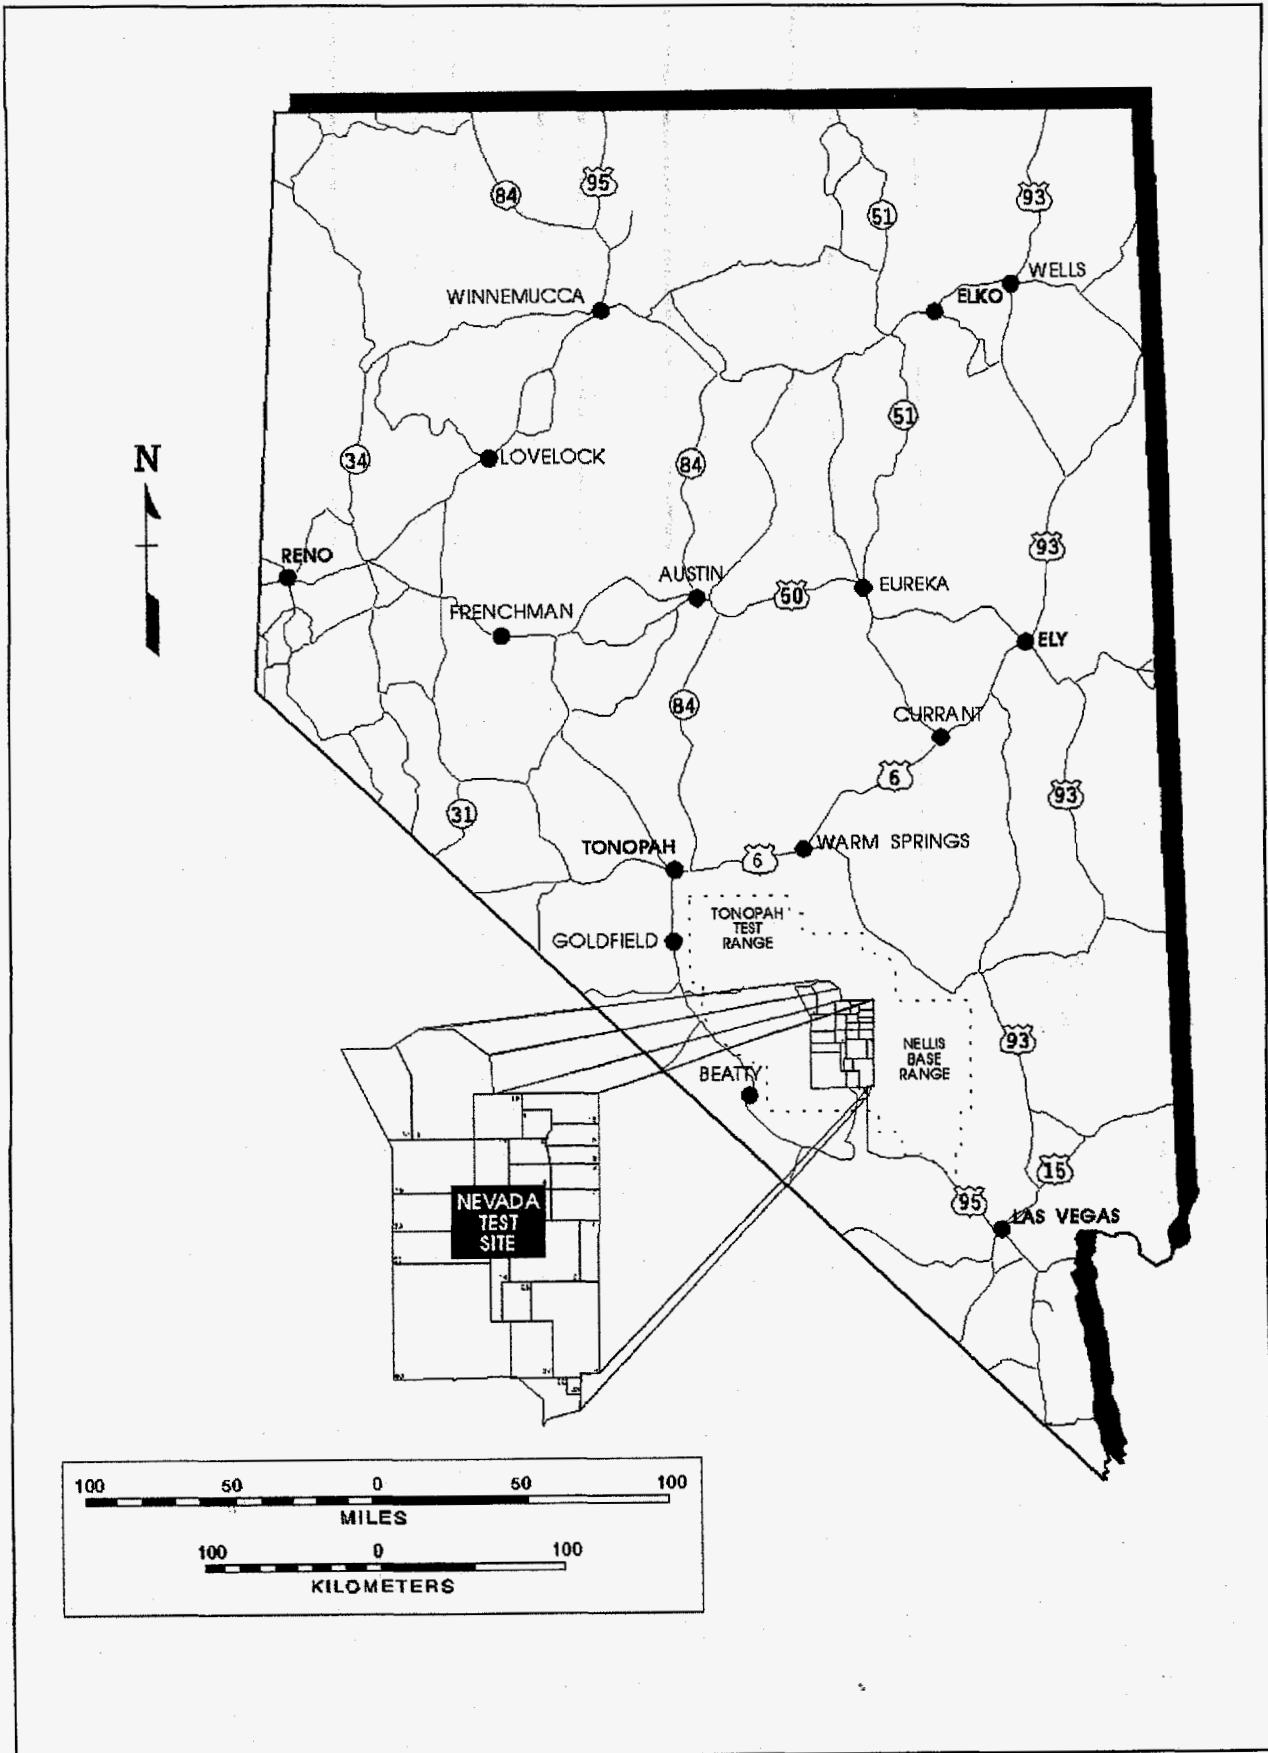 84
95
51
93
WELLS
WINNEMUCCA
ELKO
51
N
34
LOVELOCK
84
93
RENO
AUSTIN
50
EUREKA
FRENCHMAN
ELY
84
CURRANT
6
93
31
TONOPAH
6
WARM SPRINGS
TONOPAH
TEST
RANGE
GOLDFIELD
93
NELLIS
BASE
RANGE
BEATTY
15
95
LAS VEGAS
NEVADA
TEST
SITE
100 50 0 50 100
MILES
100 0 100
KILOMETERS